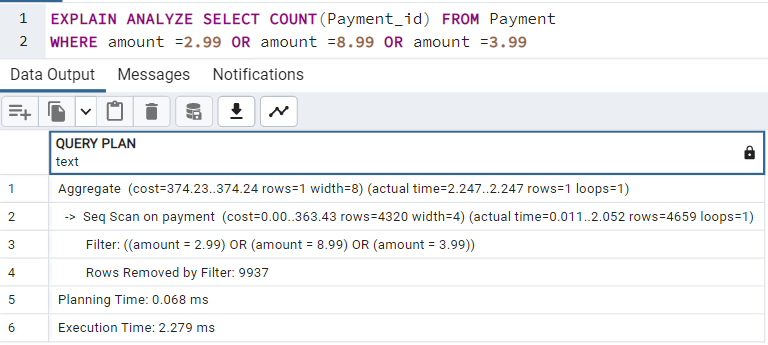 1 EXPLAIN ANALYZE SELECT COUNT(Payment_id) FROM Payment
2 WHERE amount =2.99 OR amount =8.99 OR amount =3.99
Data Output Messages Notifications
QUERY PLAN
text
1 Aggregate (cost=374.23..374.24 rows=1 width=8) (actual time=2.247..2.247 rows=1 loops=1)
2 -> Seq Scan on payment (cost=0.00..363.43 rows=4320 width=4) (actual time=0.011..2.052 rows=4659 loops=1)
3 Filter: ((amount = 2.99) OR (amount = 8.99) OR (amount = 3.99))
4 Rows Removed by Filter: 9937
5 Planning Time: 0.068 ms
6 Execution Time: 2.279 ms